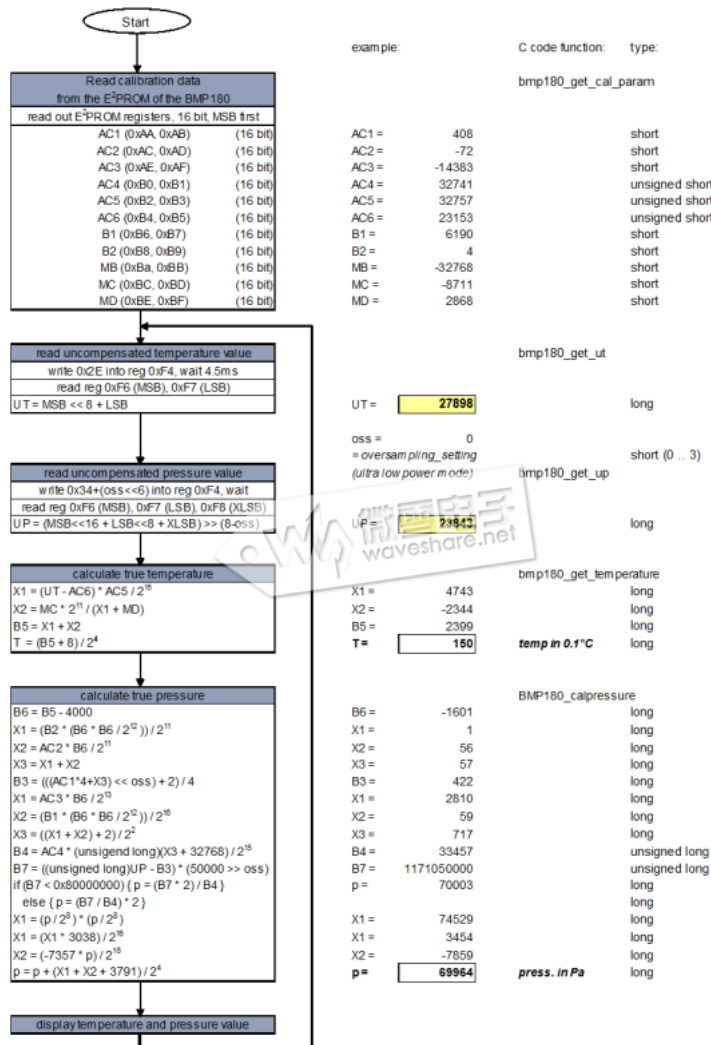 Start
example: C code function: type:
Read calibration data
from the E²PROM of the BMP180
bmp180_get_cal_param
read out E²PROM registers, 16 bit, MSB first
AC1 (0xAA, 0xAB) (16 bit) AC1 = 408 short
AC2 (0xAC, 0xAD) (16 bit) AC2 = -72 short
AC3 (0xAE, 0xAF) (16 bit) AC3 = -14383 short
AC4 (0xB0, 0xB1) (16 bit) AC4 = 32741 unsigned short
AC5 (0xB2, 0xB3) (16 bit) AC5 = 32757 unsigned short
AC6 (0xB4, 0xB5) (16 bit) AC6 = 23153 unsigned short
B1 (0xB6, 0xB7) (16 bit) B1 = 6190 short
B2 (0xB8, 0xB9) (16 bit) B2 = 4 short
MB (0xBa, 0xBB) (16 bit) MB = -32768 short
MC (0xBC, 0xBD) (16 bit) MC = -8711 short
MD (0xBE, 0xBF) (16 bit) MD = 2868 short
read uncompensated temperature value bmp180_get_ut
write 0x2E into reg 0xF4, wait 4.5ms
read reg 0xF6 (MSB), 0xF7 (LSB)
UT = MSB << 8 + LSB UT = 27898 long
oss = 0
= oversampling_setting short (0 .. 3)
read uncompensated pressure value (ultra low power mode) bmp180_get_up
write 0x34+(oss<<6) into reg 0xF4, wait
read reg 0xF6 (MSB), 0xF7 (LSB), 0xF8 (XLSB)
UP = (MSB<<16 + LSB<<8 + XLSB) >> (8-oss) UP = 23843 long
微雪电子
waveshare.net
calculate true temperature bmp180_get_temperature
X1 = (UT - AC6) * AC5 / 2¹⁵ X1 = 4743 long
X2 = MC * 2¹¹ / (X1 + MD) X2 = -2344 long
B5 = X1 + X2 B5 = 2399 long
T = (B5 + 8) / 2⁴ T = 150 temp in 0.1°C long
calculate true pressure BMP180_calpressure
B6 = B5 - 4000 B6 = -1601 long
X1 = (B2 * (B6 * B6 / 2¹² )) / 2¹¹ X1 = 1 long
X2 = AC2 * B6 / 2¹¹ X2 = 56 long
X3 = X1 + X2 X3 = 57 long
B3 = (((AC1*4+X3) << oss) + 2) / 4 B3 = 422 long
X1 = AC3 * B6 / 2¹³ X1 = 2810 long
X2 = (B1 * (B6 * B6 / 2¹²)) / 2¹⁶ X2 = 59 long
X3 = ((X1 + X2) + 2) / 2² X3 = 717 long
B4 = AC4 * (unsigend long)(X3 + 32768) / 2¹⁵ B4 = 33457 unsigned long
B7 = ((unsigned long)UP - B3) * (50000 >> oss) B7 = 1171050000 unsigned long
if (B7 < 0x80000000) { p = (B7 * 2) / B4 } p = 70003 long
else { p = (B7 / B4) * 2 } long
X1 = (p / 2⁸) * (p / 2⁸) X1 = 74529 long
X1 = (X1 * 3038) / 2¹⁶ X1 = 3454 long
X2 = (-7357 * p) / 2¹⁶ X2 = -7859 long
p = p + (X1 + X2 + 3791) / 2⁴ p = 69964 press. in Pa long
display temperature and pressure value